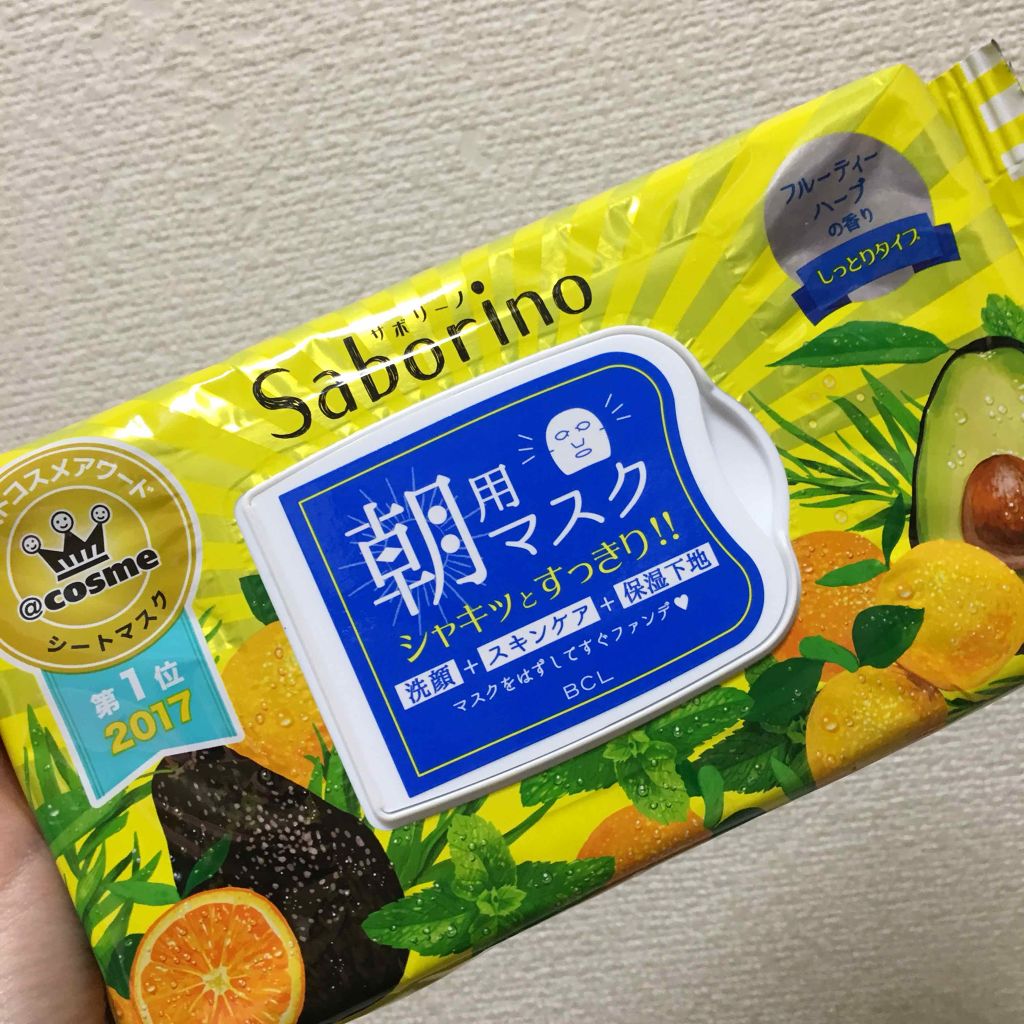 フルーティー
ハーブ
の香り
しっとりタイプ
サボリーノ
Saborino
朝用
マスク
シャキッとすっきり!!
洗顔+スキンケア+保湿下地
マスクをはずしてすぐファンデ♥
BCL
トコスメアワード
@cosme
シートマスク
第1位
2017